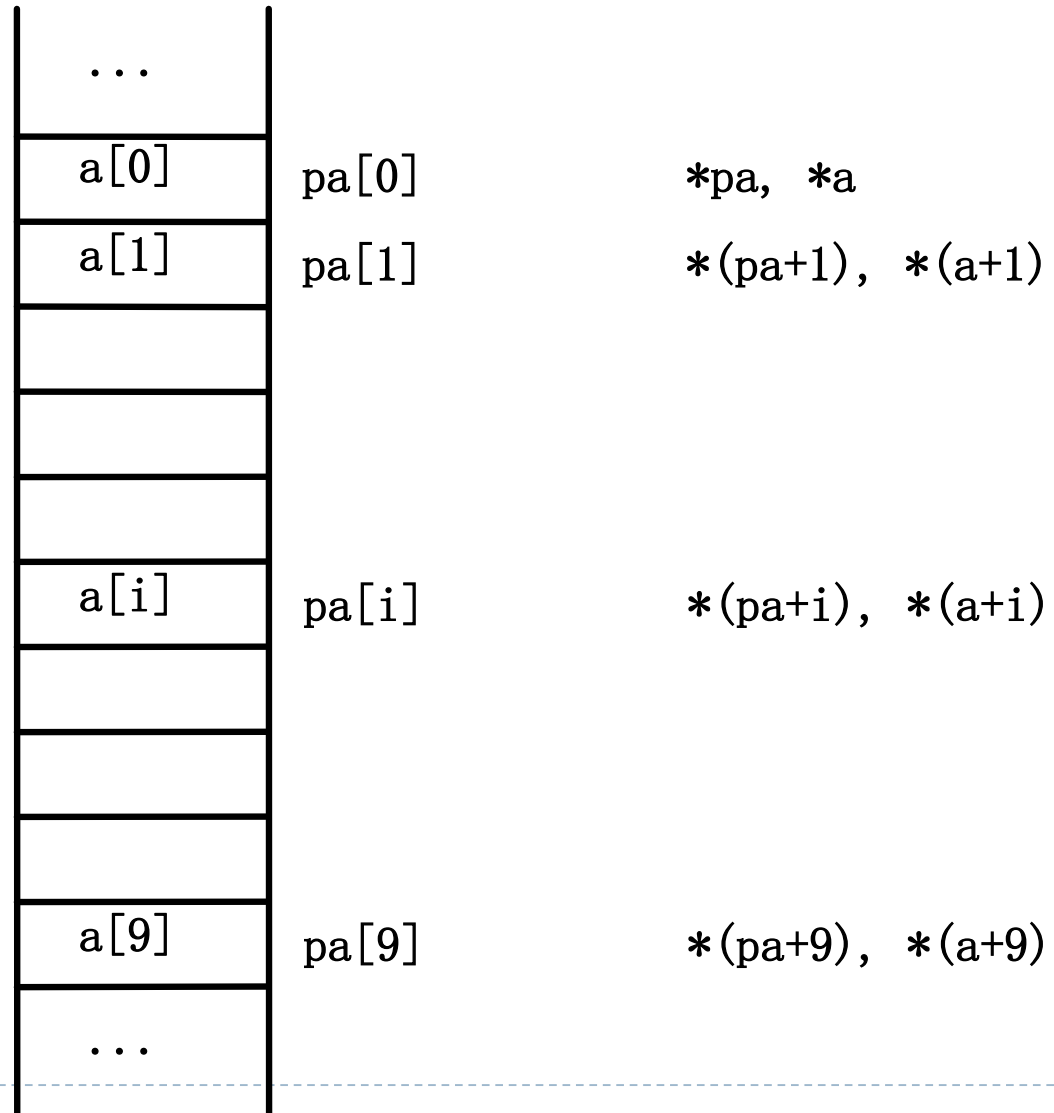 ...
a[0] pa[0] *pa, *a
a[1] pa[1] *(pa+1), *(a+1)
a[i] pa[i] *(pa+i), *(a+i)
a[9] pa[9] *(pa+9), *(a+9)
...